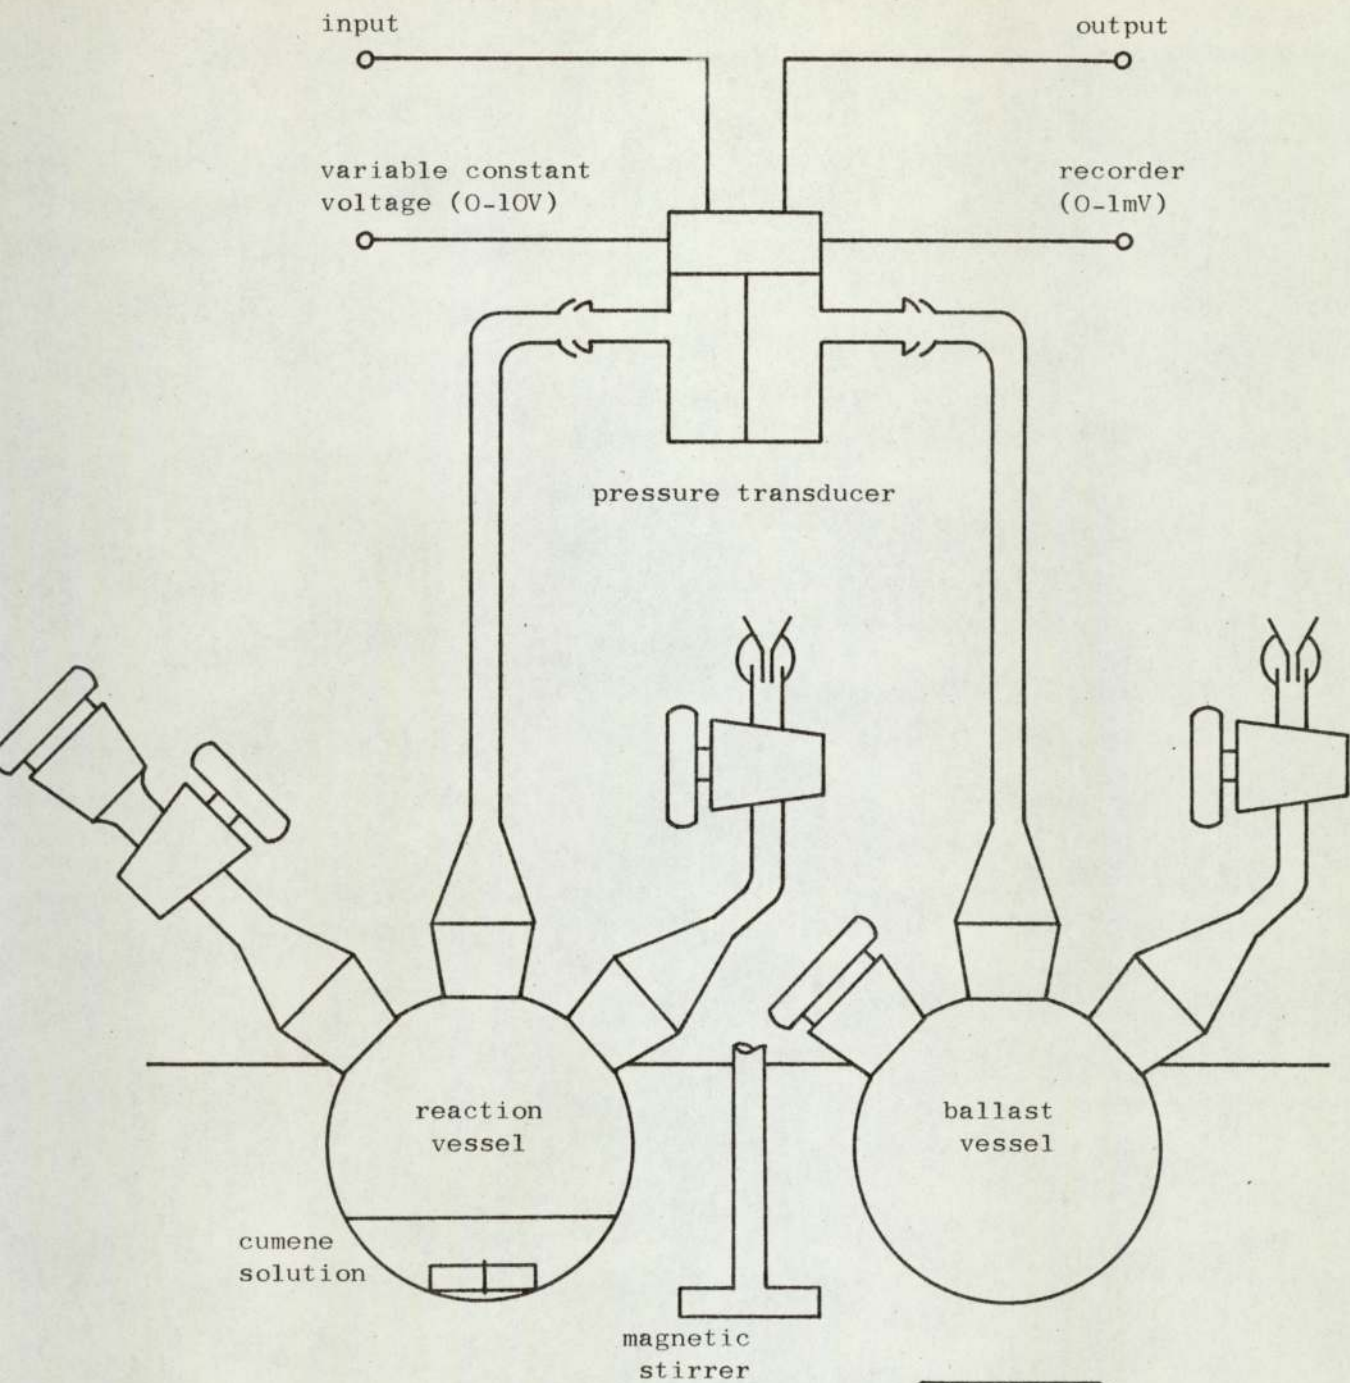 input
output
variable constant
voltage (0-10V)
recorder
(0-1mV)
pressure transducer
reaction
vessel
ballast
vessel
cumene
solution
magnetic
stirrer